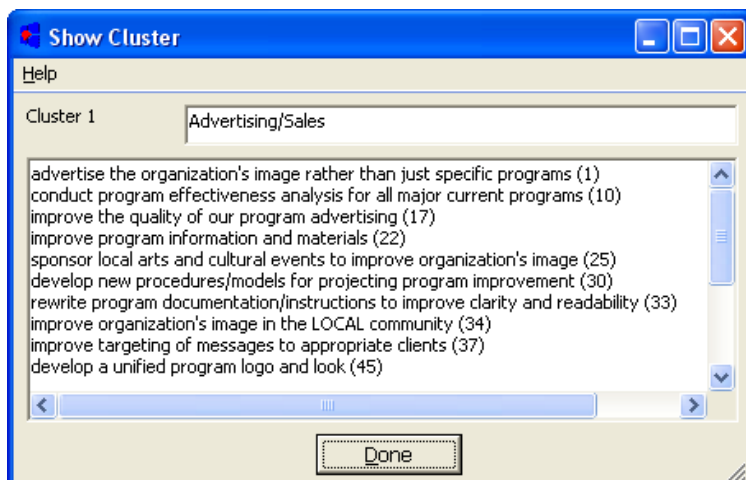 Show Cluster
Help
Cluster 1
Advertising/Sales
advertise the organization's image rather than just specific programs (1)
conduct program effectiveness analysis for all major current programs (10)
improve the quality of our program advertising (17)
improve program information and materials (22)
sponsor local arts and cultural events to improve organization's image (25)
develop new procedures/models for projecting program improvement (30)
rewrite program documentation/instructions to improve clarity and readability (33)
improve organization's image in the LOCAL community (34)
improve targeting of messages to appropriate clients (37)
develop a unified program logo and look (45)
Done